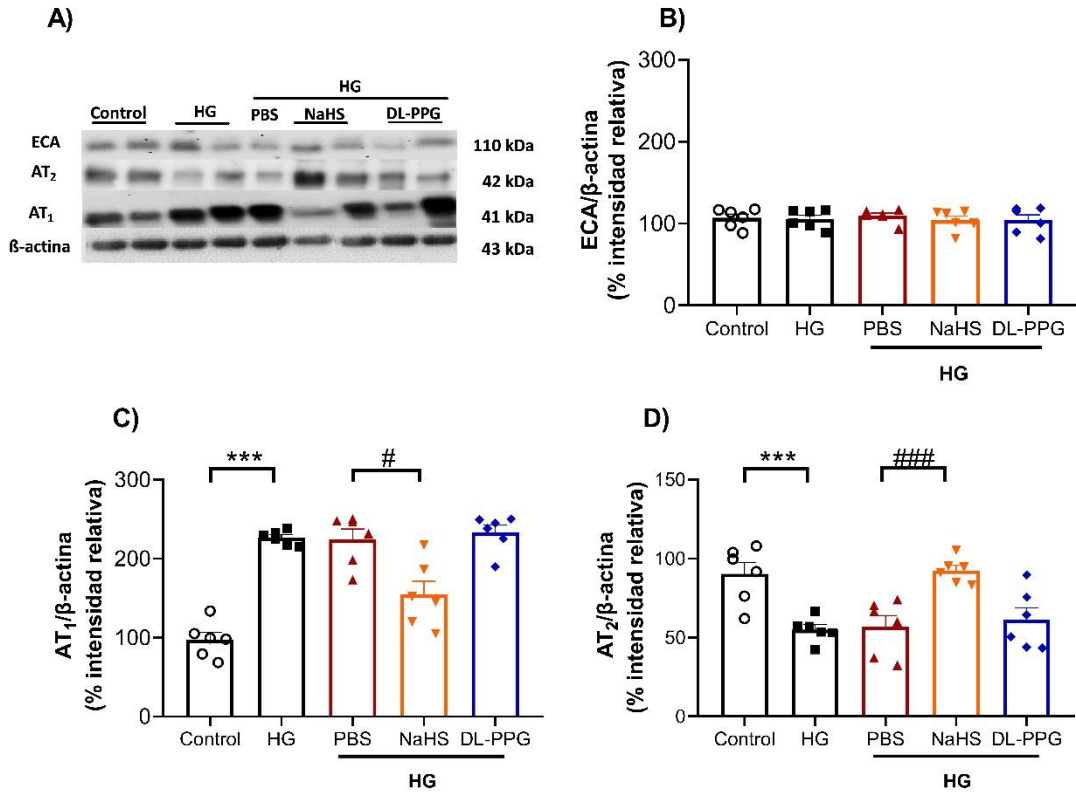 A)
HG
Control HG PBS NaHS DL-PPG
ECA 110 kDa
AT2 42 kDa
AT1 41 kDa
ß-actina 43 kDa
B)
ECA/β-actina
(% intensidad relativa)
300
200
100
0
Control HG PBS NaHS DL-PPG
HG
C)
AT1/β-actina
(% intensidad relativa)
*** #
300
200
100
0
Control HG PBS NaHS DL-PPG
HG
D)
AT2/β-actina
(% intensidad relativa)
*** ###
150
100
50
0
Control HG PBS NaHS DL-PPG
HG